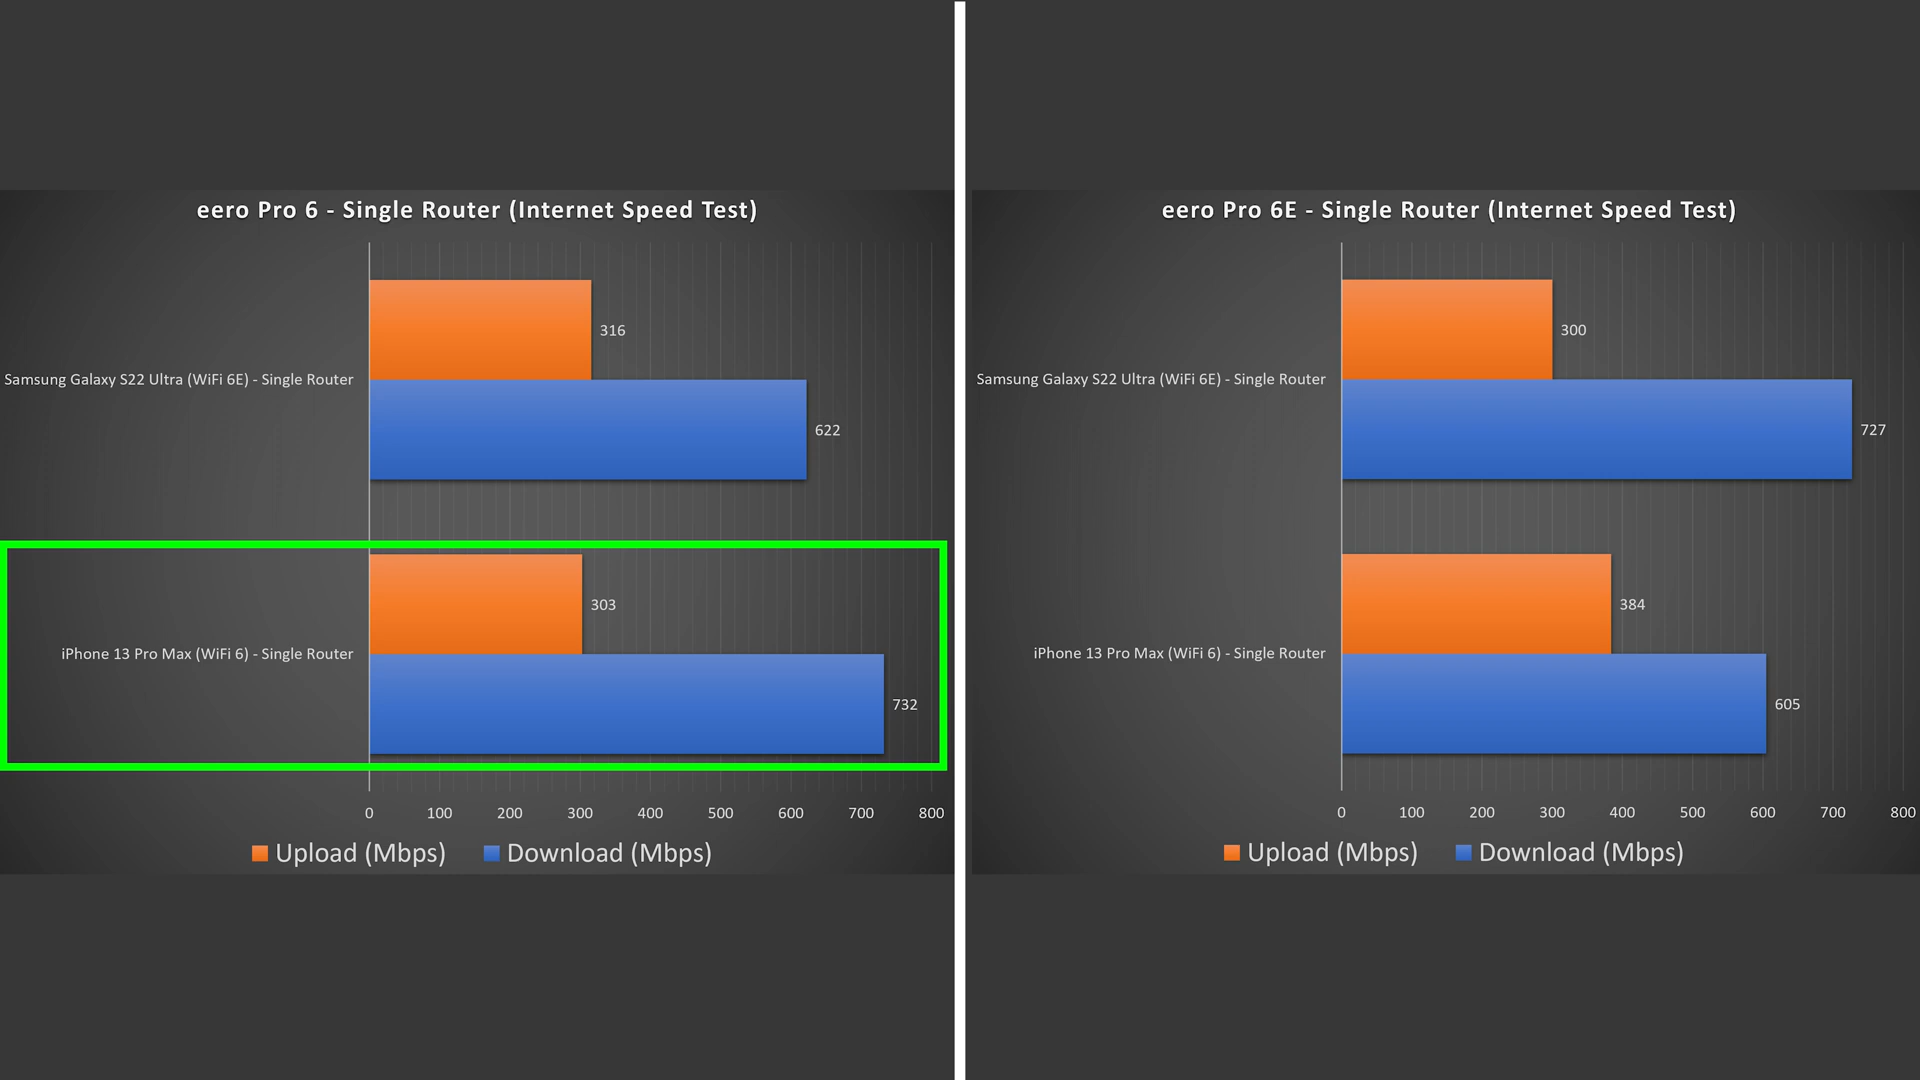 eero Pro 6 - Single Router (Internet Speed Test)
316
Samsung Galaxy S22 Ultra (WiFi 6E) - Single Router
622
303
iPhone 13 Pro Max (WiFi 6) - Single Router
732
0 100 200 300 400 500 600 700 800
Upload (Mbps) Download (Mbps)
eero Pro 6E - Single Router (Internet Speed Test)
300
Samsung Galaxy S22 Ultra (WiFi 6E) - Single Router
727
384
iPhone 13 Pro Max (WiFi 6) - Single Router
605
0 100 200 300 400 500 600 700 800
Upload (Mbps) Download (Mbps)